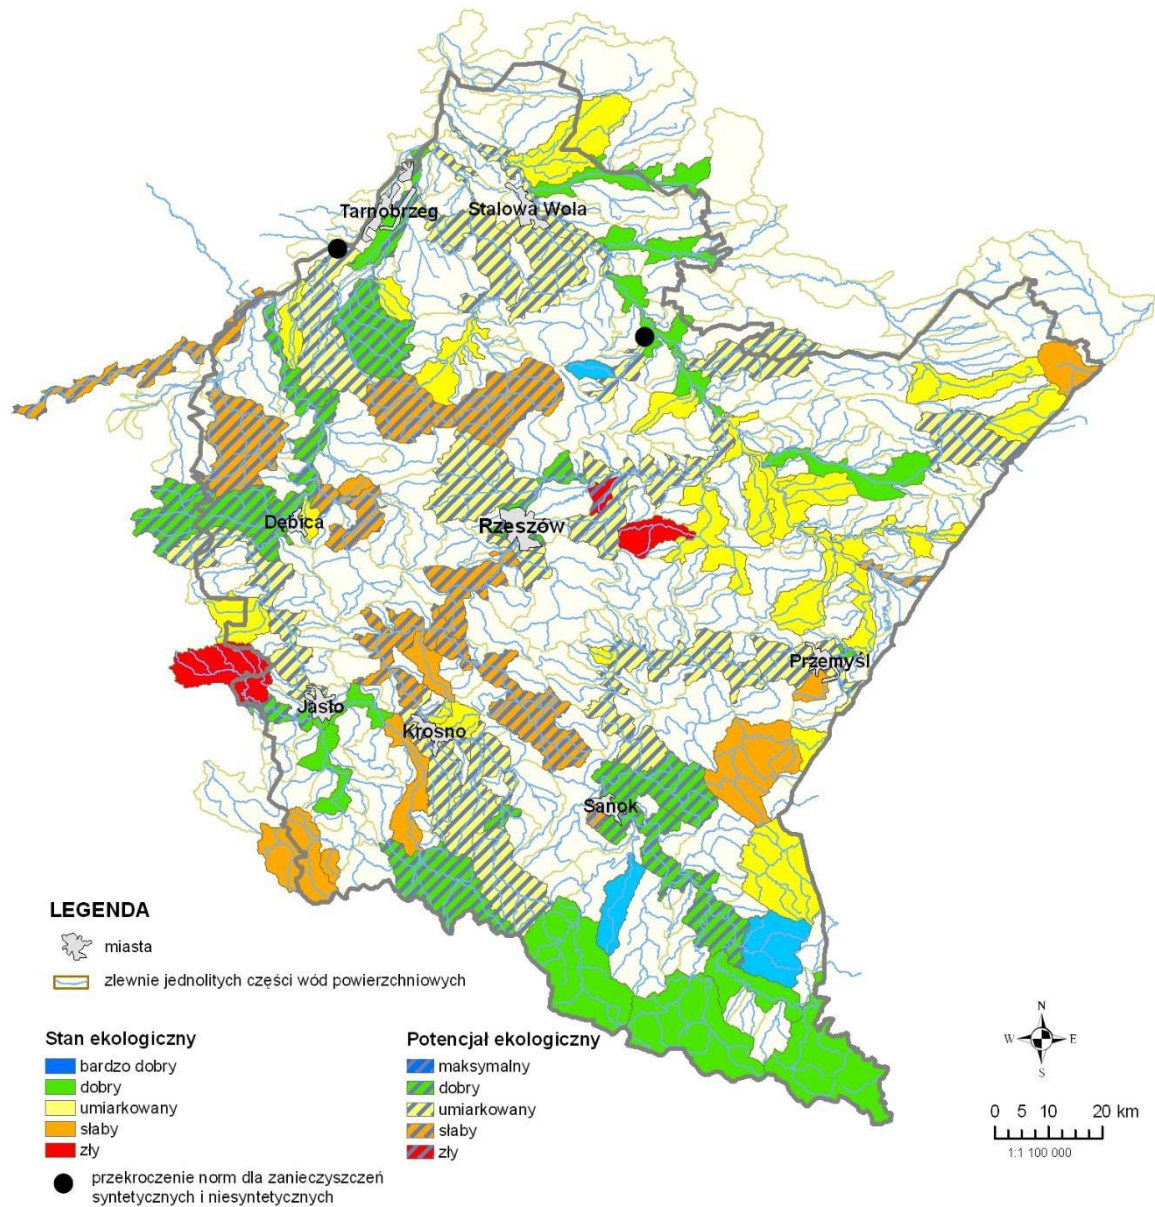 Tarnobrzeg
Stalowa Wola
Dębica
Rzeszów
Przemyśl
Jasło
Krosno
Sanok
LEGENDA
miasta
zlewnie jednolitych części wód powierzchniowych
Stan ekologiczny
bardzo dobry
dobry
umiarkowany
słaby
zły
przekroczenie norm dla zanieczyszczeń
syntetycznych i niesyntetycznych
Potencjał ekologiczny
maksymalny
dobry
umiarkowany
słaby
zły
N
W E
S
0 5 10 20 km
1:1 100 000